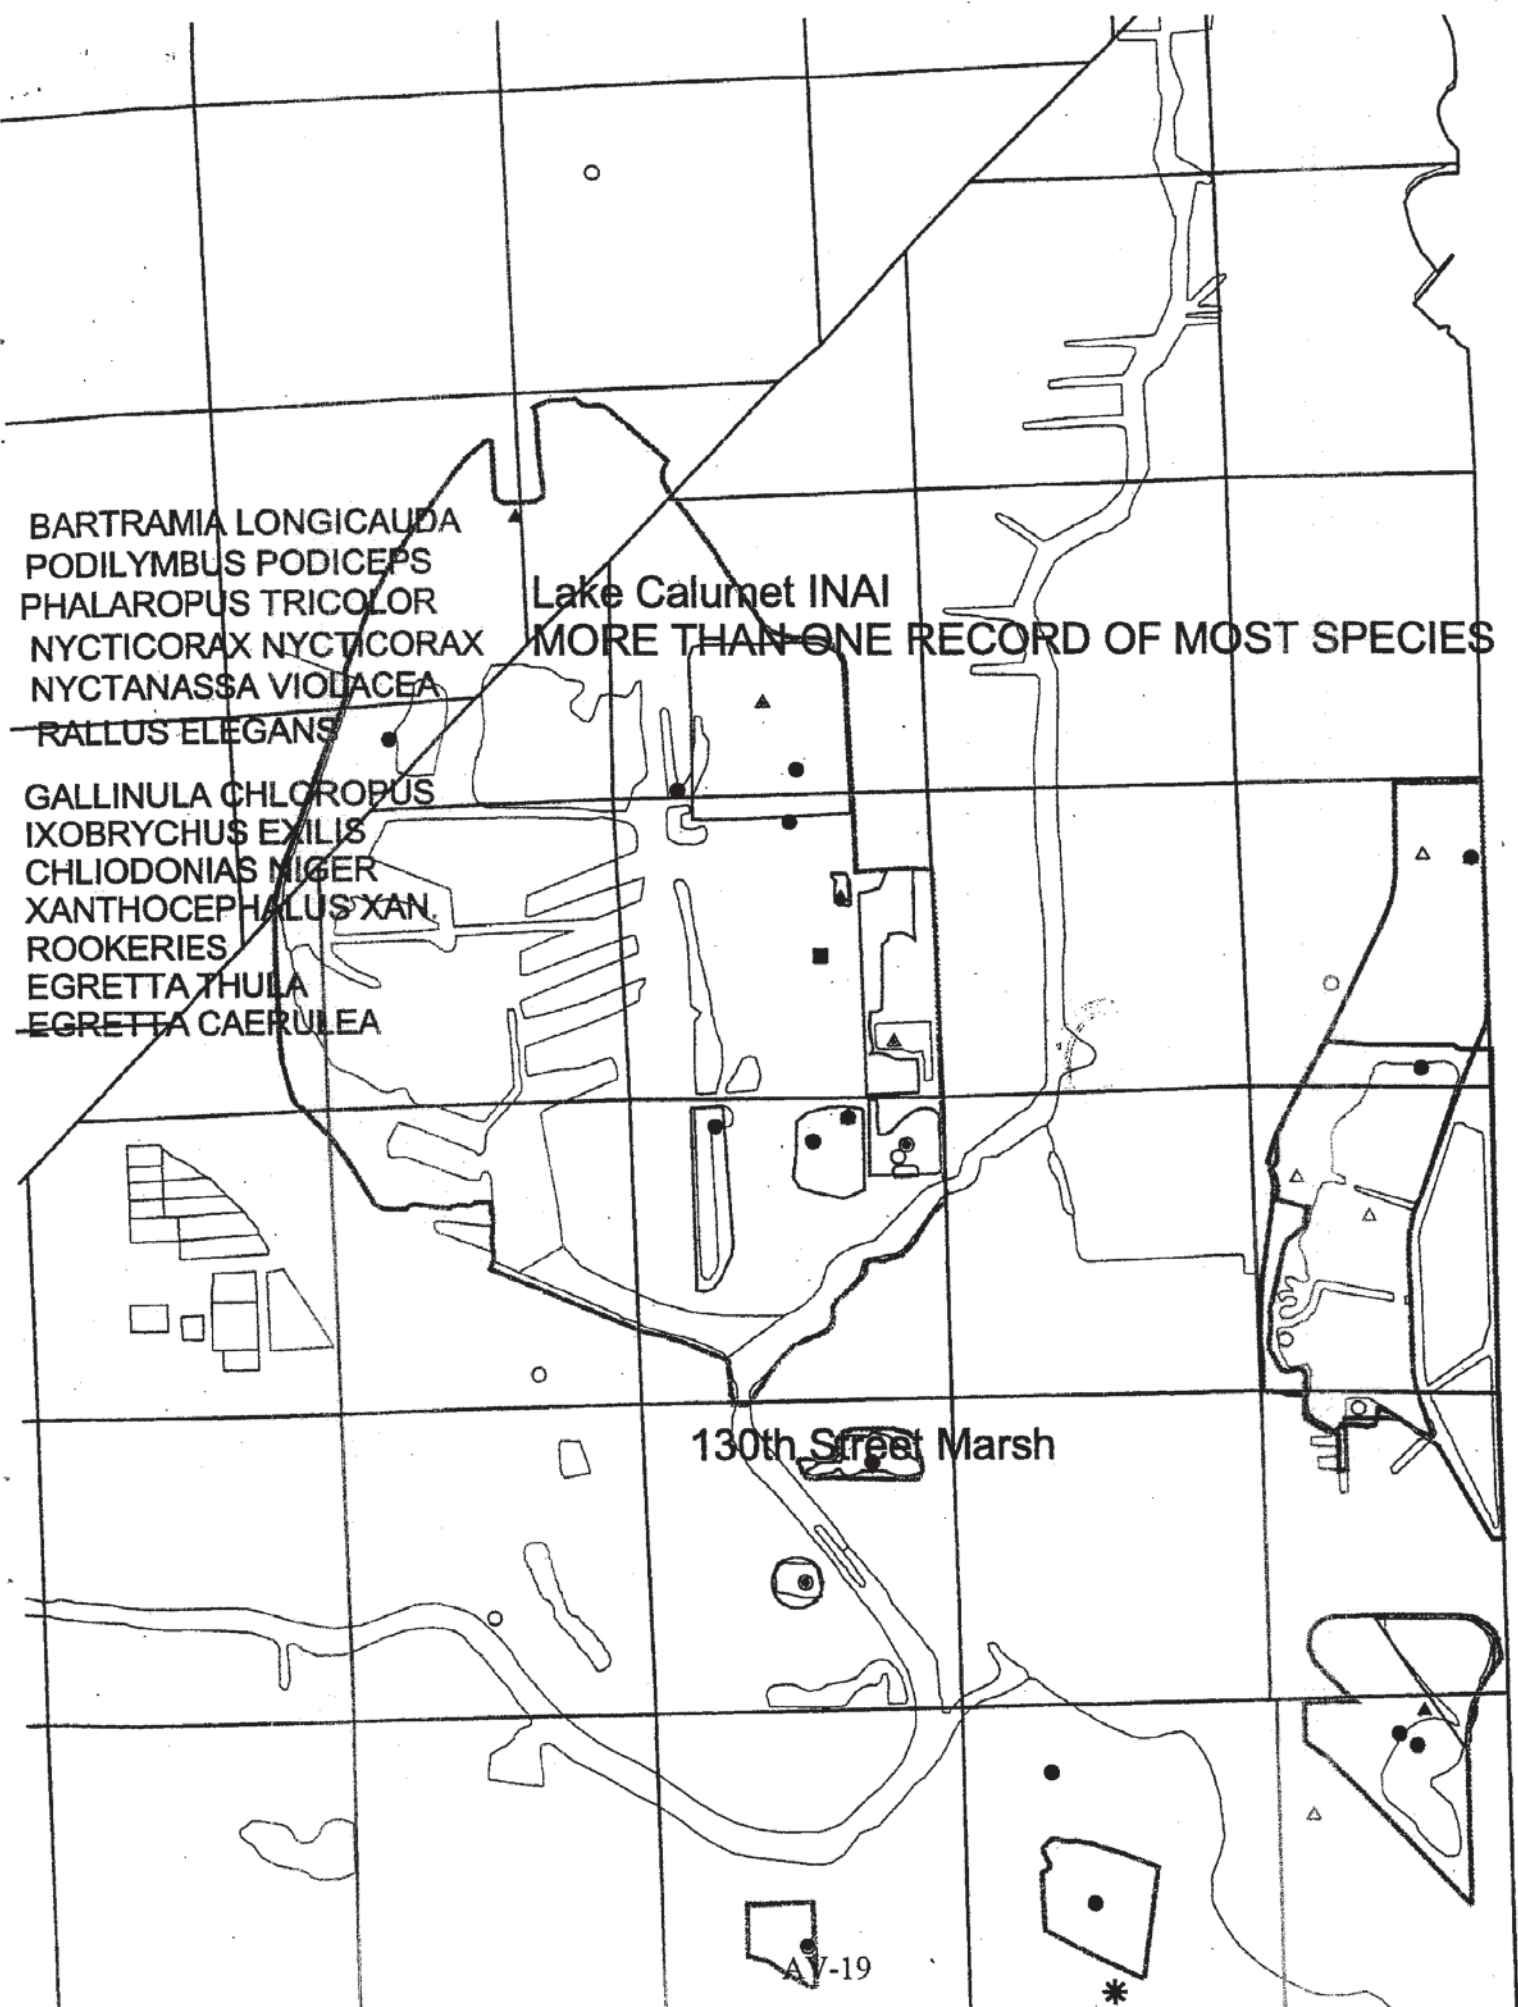 BARTRAMIA LONGICAUDA
PODILYMBUS PODICEPS
PHALAROPUS TRICOLOR
NYCTICORAX NYCTICORAX
NYCTANASSA VIOLACEA
RALLUS ELEGANS
GALLINULA CHLOROPUS
IXOBRYCHUS EXILIS
CHLIODONIAS NIGER
XANTHOCEPHALUS XAN.
ROOKERIES
EGRETTA THULA
EGRETTA CAERULEA
Lake Calumet INAI
MORE THAN ONE RECORD OF MOST SPECIES
130th Street Marsh
AV-19